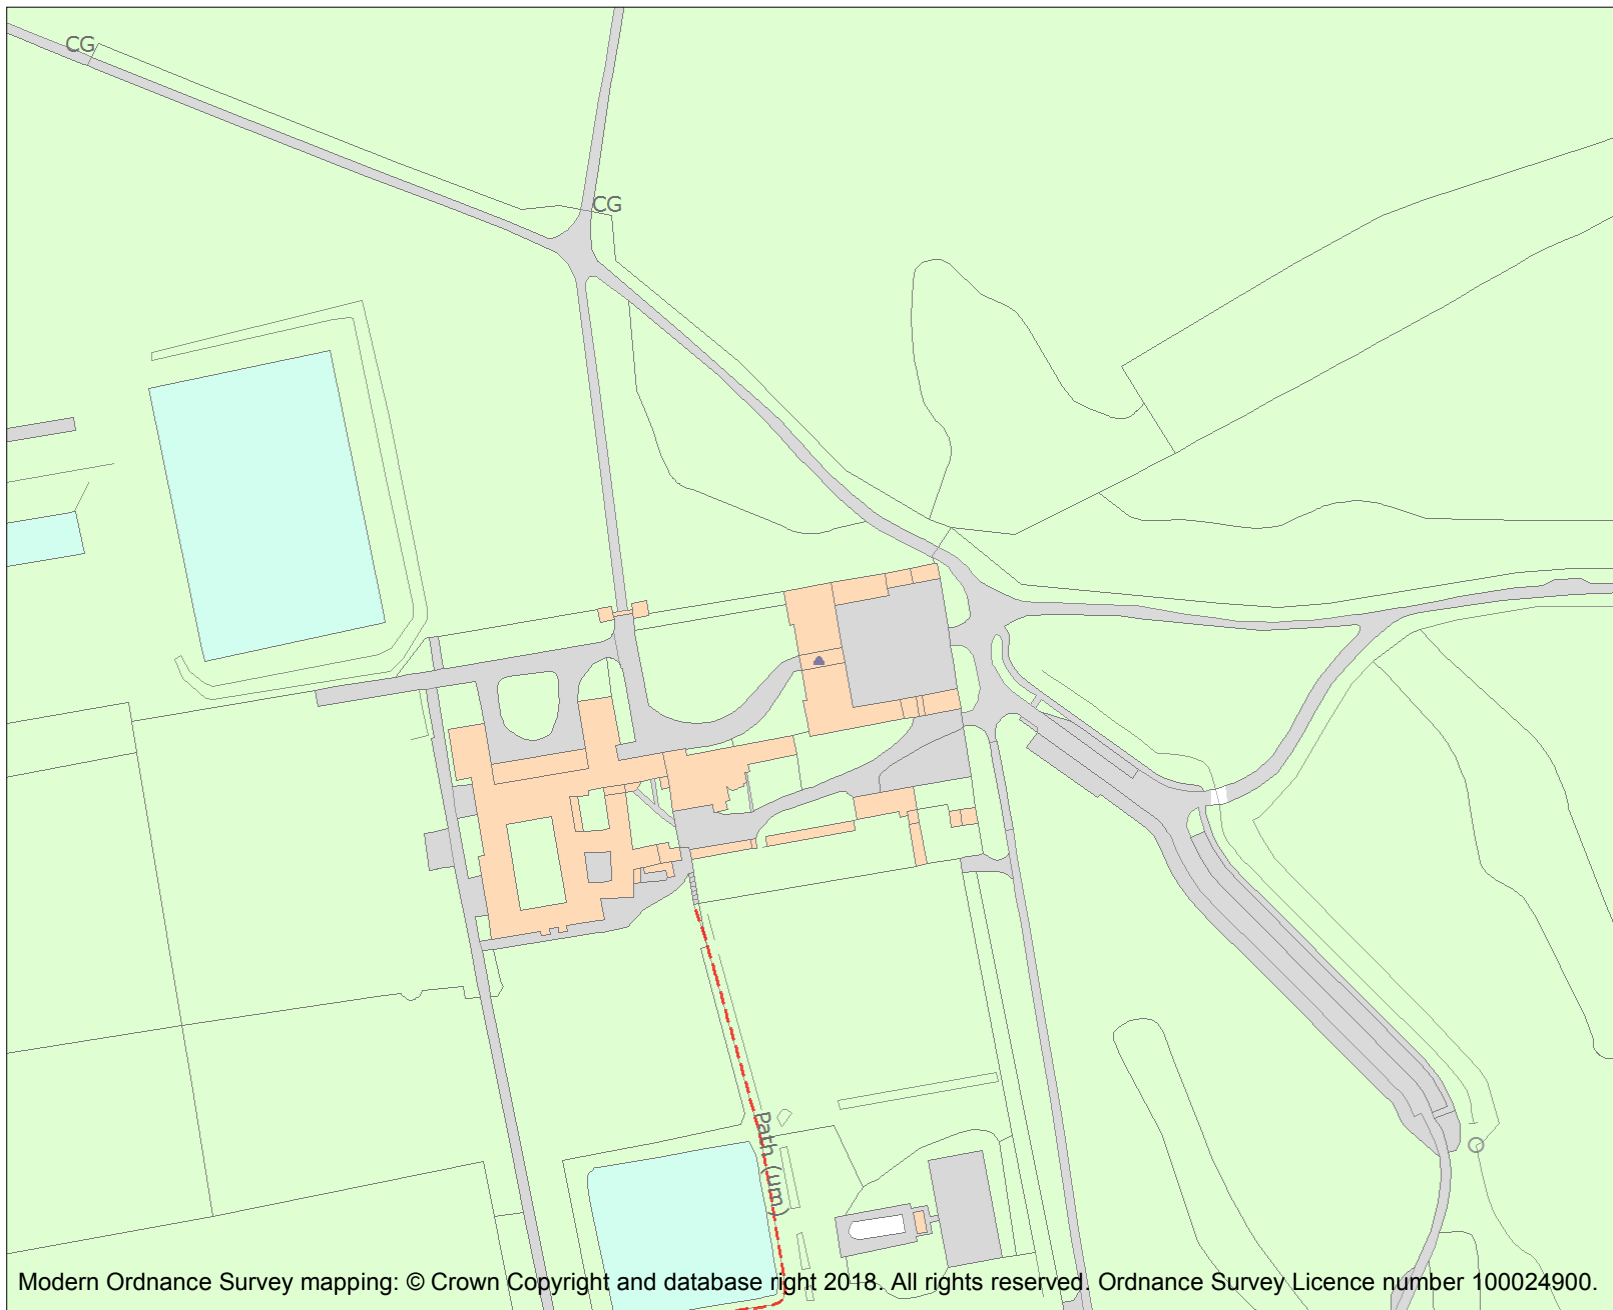 CG
CG
Path (um)
Modern Ordnance Survey mapping: © Crown Copyright and database right 2018. All rights reserved. Ordnance Survey Licence number 100024900.